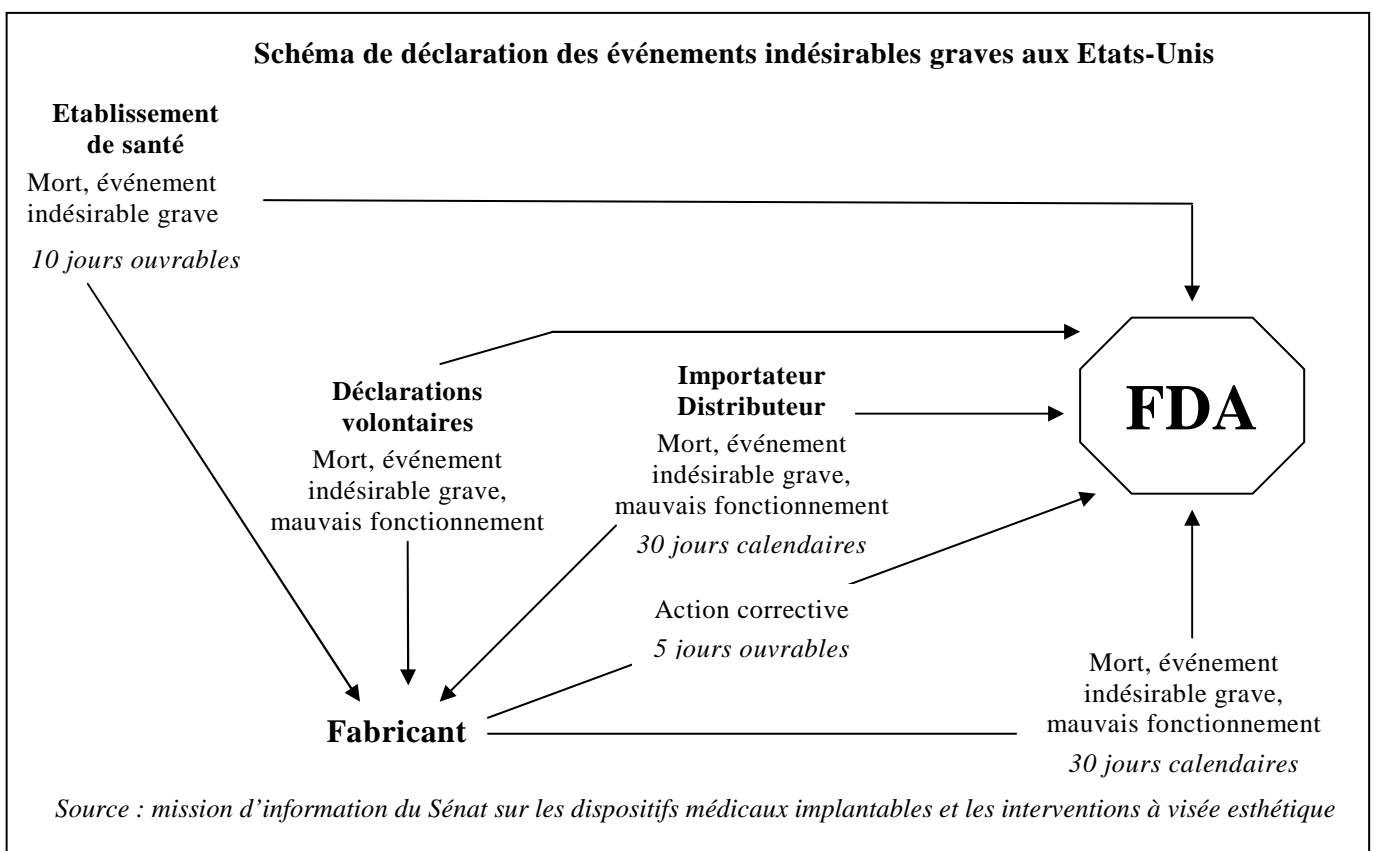 Schéma de déclaration des événements indésirables graves aux Etats-Unis
Etablissement
de santé
Mort, événement
indésirable grave
10 jours ouvrables
Déclarations
volontaires
Mort, événement
indésirable grave,
mauvais fonctionnement
Importateur
Distributeur
Mort, événement
indésirable grave,
mauvais fonctionnement
30 jours calendaires
FDA
Action corrective
5 jours ouvrables
Fabricant
Mort, événement
indésirable grave,
mauvais fonctionnement
30 jours calendaires
Source : mission d’information du Sénat sur les dispositifs médicaux implantables et les interventions à visée esthétique